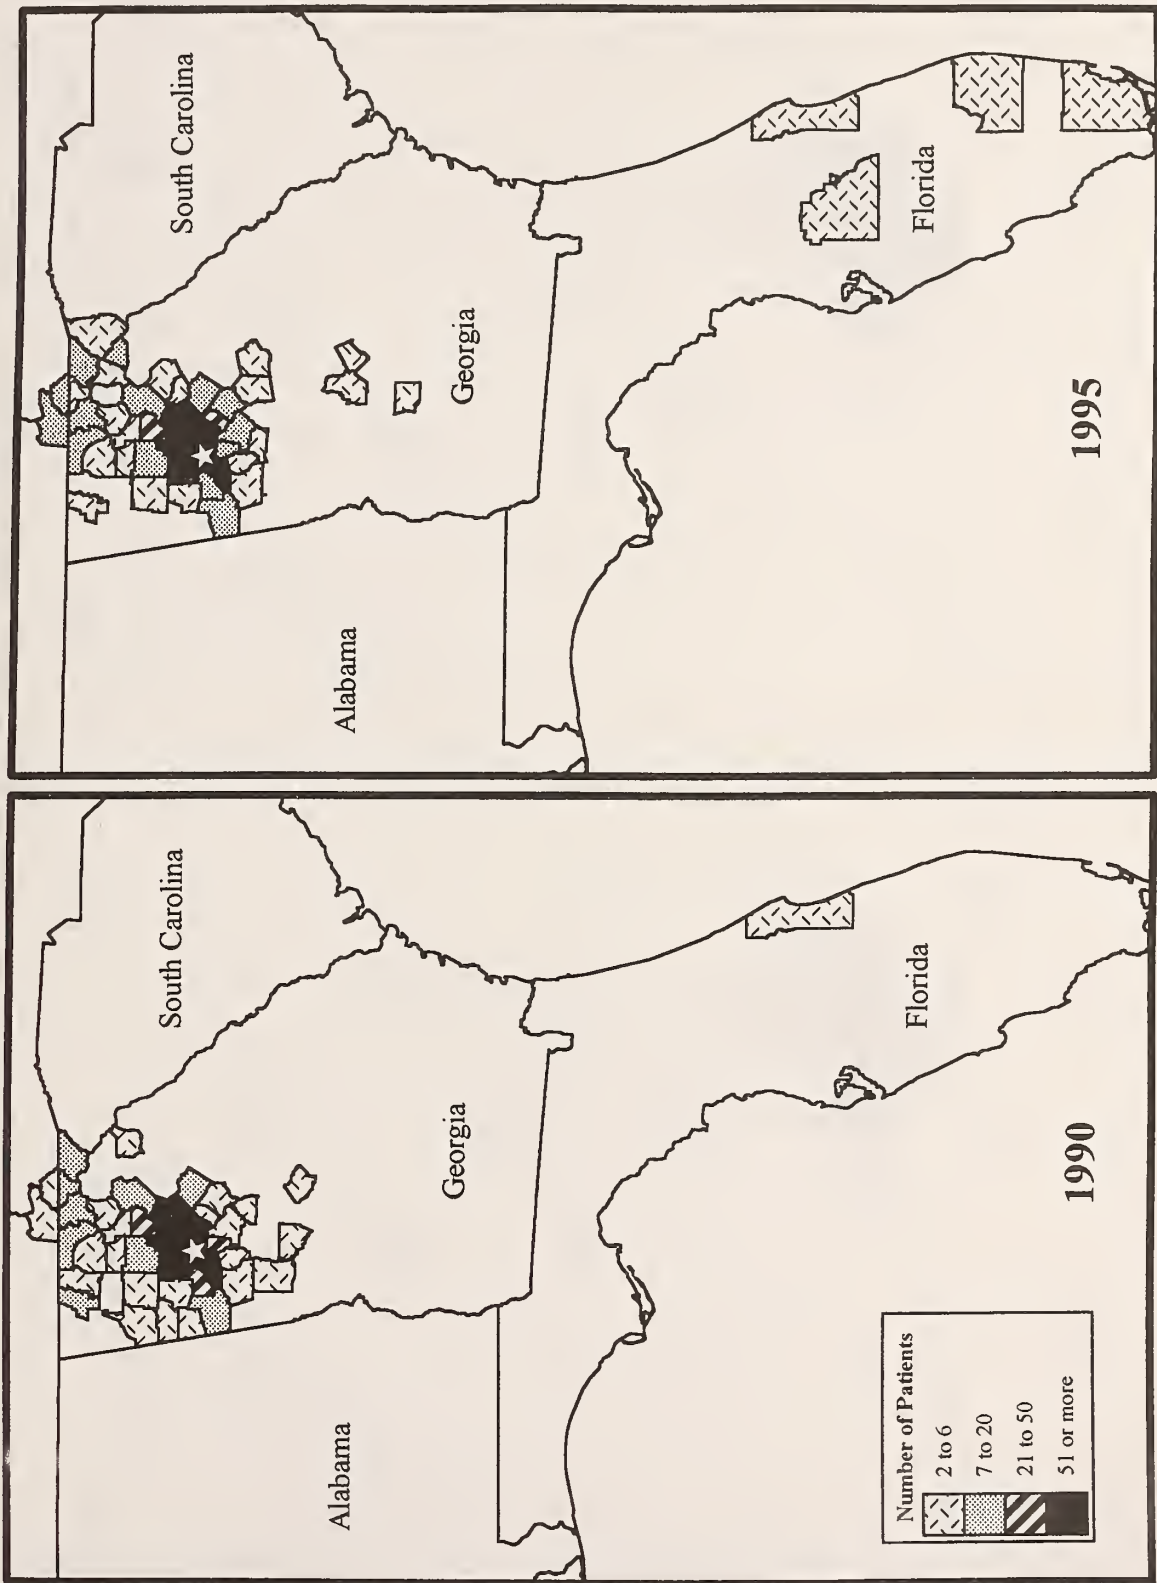 South Carolina
Georgia
Alabama
Florida
1990
Number of Patients
2 to 6
7 to 20
21 to 50
51 or more
South Carolina
Georgia
Alabama
Florida
1995